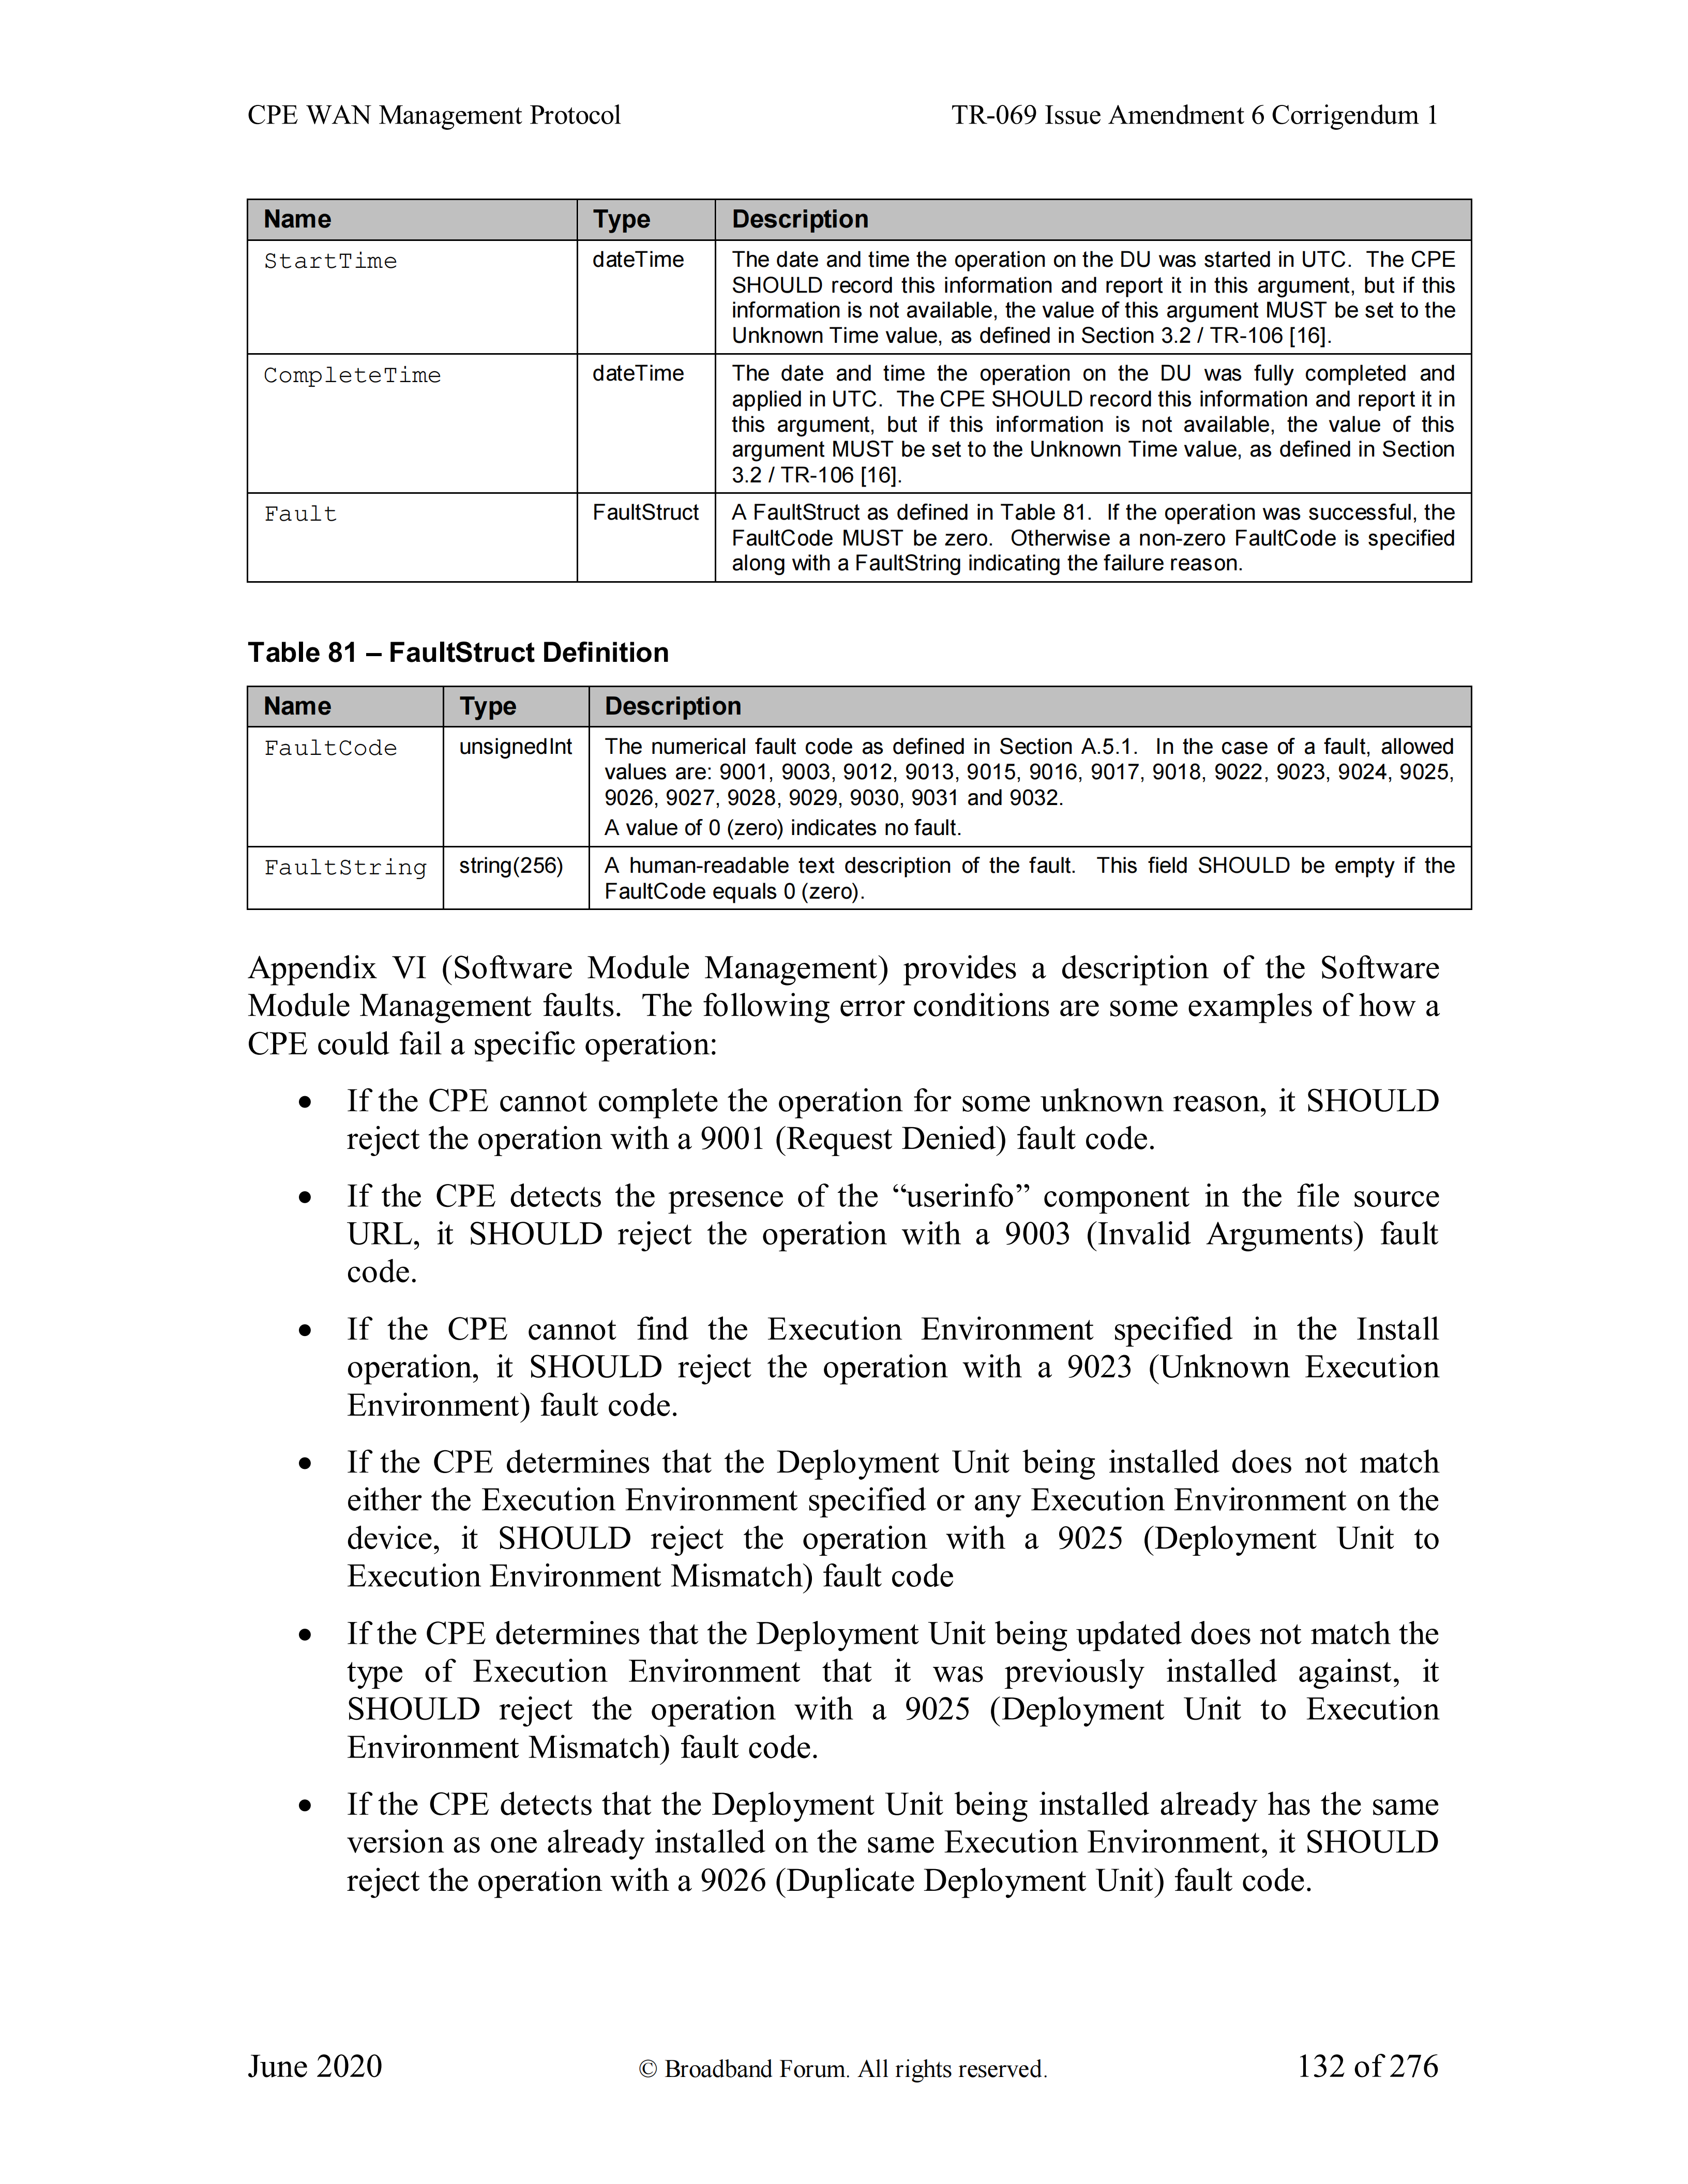 CPE WAN Management Protocol TR-069 Issue Amendment 6 Corrigendum 1
Name Type Description
StartTime dateTime The date and time the operation on the DU was started in UTC. The CPE
SHOULD record this information and report it in this argument, but if this
information is not available, the value of this argument MUST be set to the
Unknown Time value, as defined in Section 3.2 / TR-106 [16].
CompleteTime dateTime The date and time the operation on the DU was fully completed and
applied in UTC. The CPE SHOULD record this information and report it in
this argument, but if this information is not available, the value of this
argument MUST be set to the Unknown Time value, as defined in Section
3.2 / TR-106 [16].
Fault FaultStruct A FaultStruct as defined in Table 81. If the operation was successful, the
FaultCode MUST be zero. Otherwise a non-zero FaultCode is specified
along with a FaultString indicating the failure reason.
Table 81 – FaultStruct Definition
Name Type Description
FaultCode unsignedInt The numerical fault code as defined in Section A.5.1. In the case of a fault, allowed
values are: 9001, 9003, 9012, 9013, 9015, 9016, 9017, 9018, 9022, 9023, 9024, 9025,
9026, 9027, 9028, 9029, 9030, 9031 and 9032.
A value of 0 (zero) indicates no fault.
FaultString string(256) A human-readable text description of the fault. This field SHOULD be empty if the
FaultCode equals 0 (zero).
Appendix VI (Software Module Management) provides a description of the Software
Module Management faults. The following error conditions are some examples of how a
CPE could fail a specific operation:
• If the CPE cannot complete the operation for some unknown reason, it SHOULD
reject the operation with a 9001 (Request Denied) fault code.
• If the CPE detects the presence of the “userinfo” component in the file source
URL, it SHOULD reject the operation with a 9003 (Invalid Arguments) fault
code.
• If the CPE cannot find the Execution Environment specified in the Install
operation, it SHOULD reject the operation with a 9023 (Unknown Execution
Environment) fault code.
• If the CPE determines that the Deployment Unit being installed does not match
either the Execution Environment specified or any Execution Environment on the
device, it SHOULD reject the operation with a 9025 (Deployment Unit to
Execution Environment Mismatch) fault code
• If the CPE determines that the Deployment Unit being updated does not match the
type of Execution Environment that it was previously installed against, it
SHOULD reject the operation with a 9025 (Deployment Unit to Execution
Environment Mismatch) fault code.
• If the CPE detects that the Deployment Unit being installed already has the same
version as one already installed on the same Execution Environment, it SHOULD
reject the operation with a 9026 (Duplicate Deployment Unit) fault code.
June 2020 © Broadband Forum. All rights reserved. 132 of 276